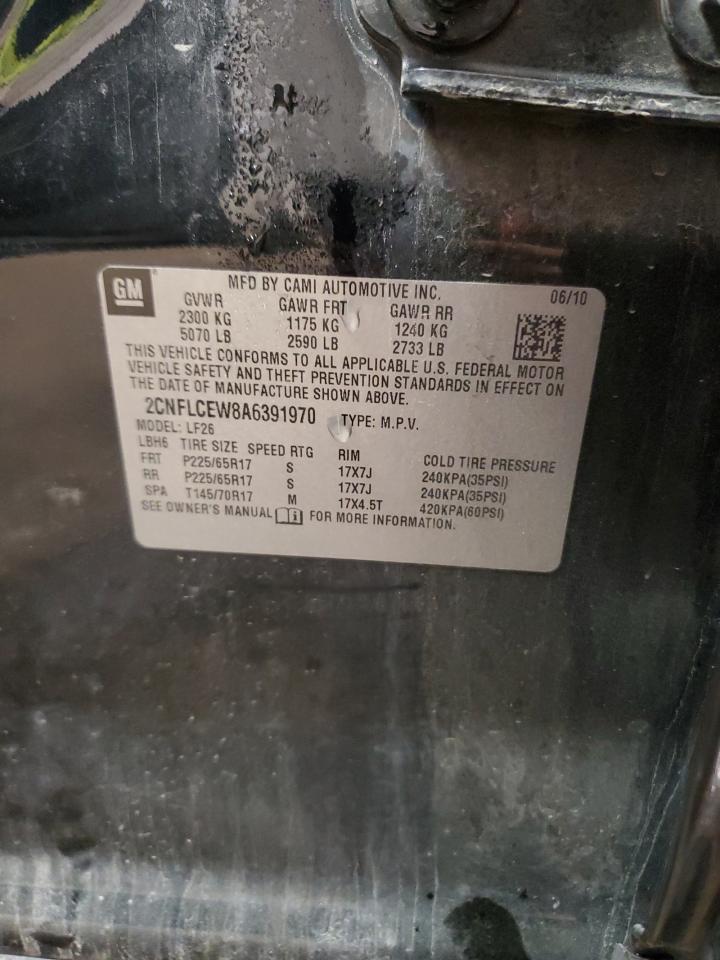 GM
MFD BY CAMI AUTOMOTIVE INC. 06/10
GVWR GAWR FRT GAWR RR
2300 KG 1175 KG 1240 KG
5070 LB 2590 LB 2733 LB
THIS VEHICLE CONFORMS TO ALL APPLICABLE U.S. FEDERAL MOTOR
VEHICLE SAFETY AND THEFT PREVENTION STANDARDS IN EFFECT ON
THE DATE OF MANUFACTURE SHOWN ABOVE.
2CNFLCEW8A6391970 TYPE: M.P.V.
MODEL: LF26
LBH6 TIRE SIZE SPEED RTG RIM COLD TIRE PRESSURE
FRT P225/65R17 S 17X7J 240KPA(35PSI)
RR P225/65R17 S 17X7J 240KPA(35PSI)
SPA T145/70R17 M 17X4.5T 420KPA(60PSI)
SEE OWNER'S MANUAL FOR MORE INFORMATION.